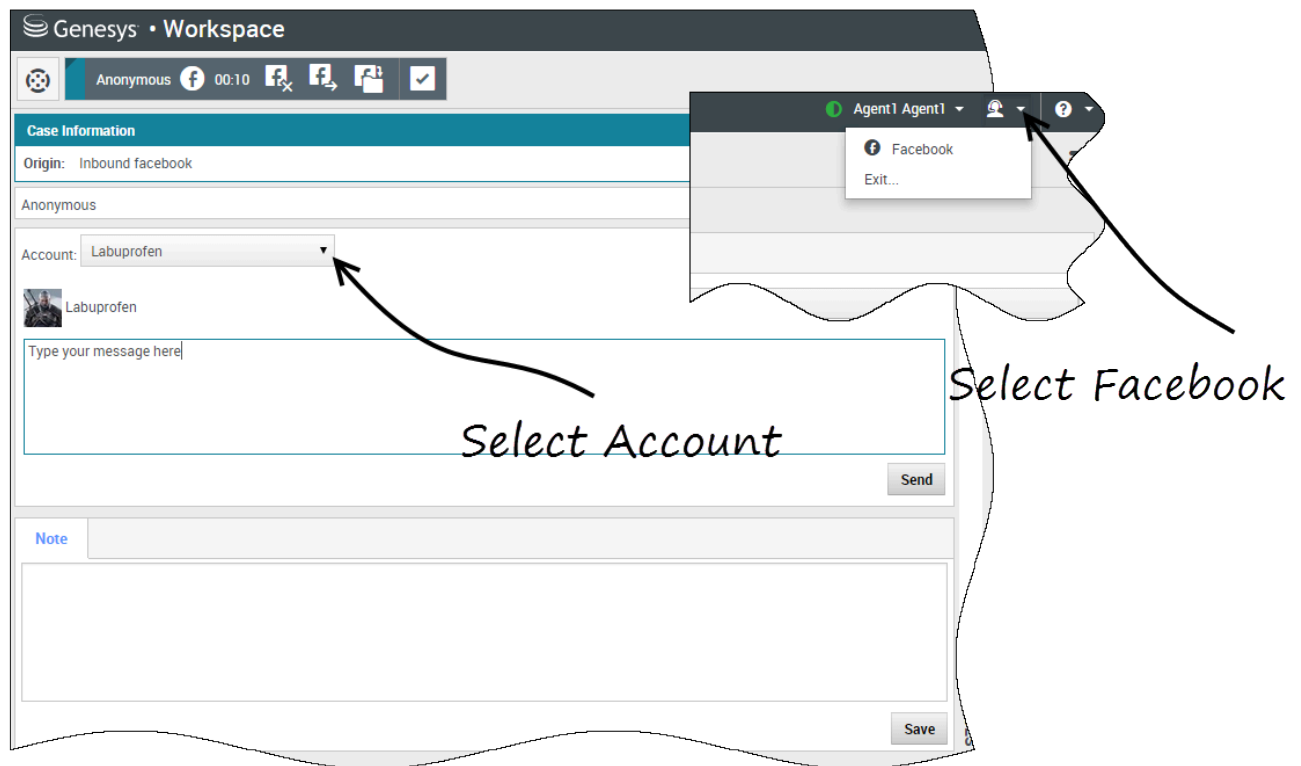 Genesys • Workspace
Anonymous 00:10
Case Information
Origin: Inbound facebook
Anonymous
Account: Labuprofen
Labuprofen
Type your message here
Send
Note
Save
Agent1 Agent1
Facebook
Exit...
Select Facebook
Select Account